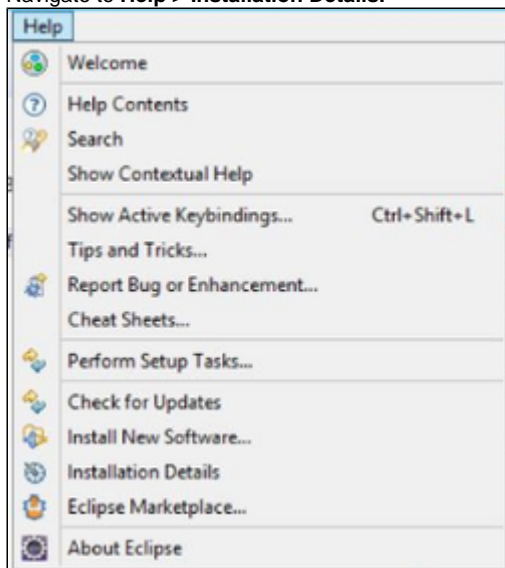 Navigate to Help > Installation Details.
Help
Welcome
Help Contents
Search
Show Contextual Help
Show Active Keybindings... Ctrl+Shift+L
Tips and Tricks...
Report Bug or Enhancement...
Cheat Sheets...
Perform Setup Tasks...
Check for Updates
Install New Software...
Installation Details
Eclipse Marketplace...
About Eclipse